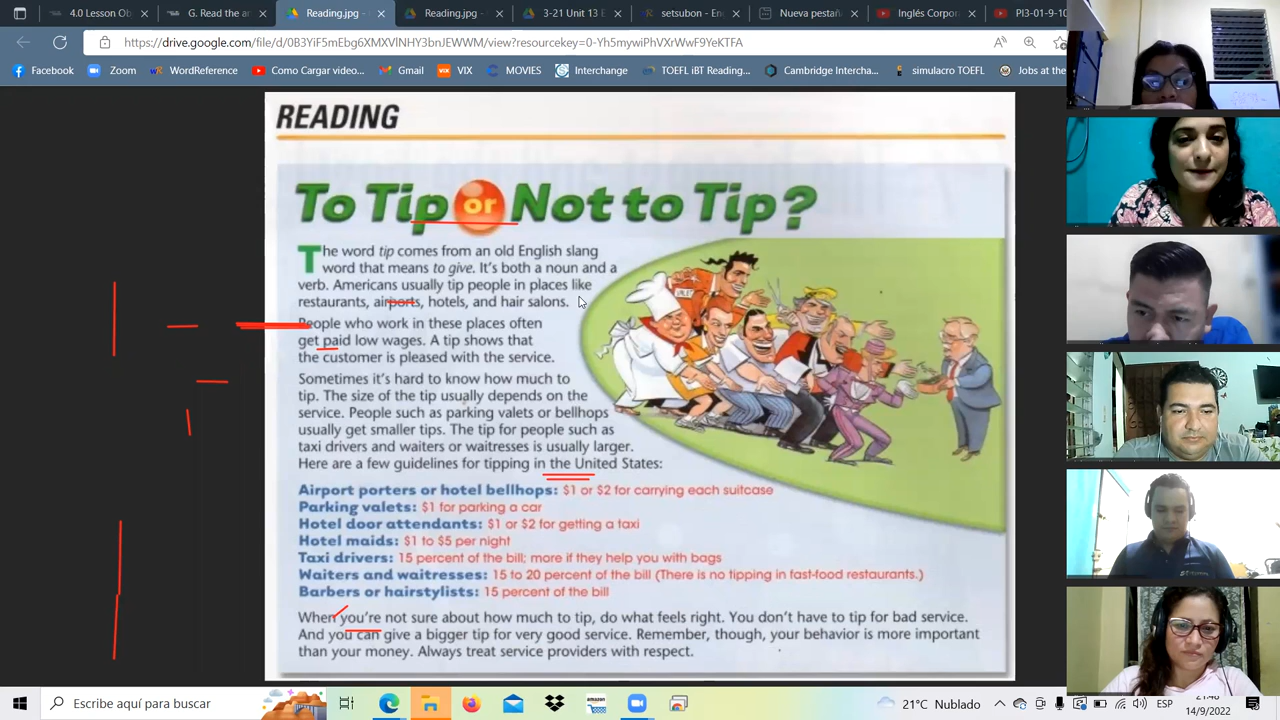 4.0 Lesson Ob
G. Read the ar
Reading.jpg -
Reading.jpg -
setsubon - En
Nueva pestañ
Inglés Com
PI3-01-9-10
https://drive.google.com/file/d/0B3YiF5mEbg6XMXVlNHY3bnJEWWM/view?resourcekey=0-YhSmywiPhVXrWkY9YeKTFA
Facebook
Zoom
WordReference
Como Cargar video...
Gmail
VIX
Interchange
TOEFL IBT Reading...
Jobs at the
READING
To Tip or Not to Tip?
The word tip comes from an old English slang
word that means to give. It's both a noun and a
verb. Americans usually tip people in places like
restaurants, airports, hotels, and hair salons.
People who work in these places often
get paid low wages. A tip shows that
the customer is pleased with the service.
Sometimes it's hard to know how much to
tip. The size of the tip usually depends on the
service. People such as parking valets or bellhops
usually get smaller tips. The tip for people such as
taxi drivers and waiters or waitresses is usually larger.
Here are a few guidelines for tipping in the United States:
Airport porters or hotel bellhops: $1 or $2 for carrying each suitcase
Parking valets: $1 for parking a car
Hotel door attendants: $1 or $2 for getting a taxi
Hotel maids: $1 to $5 per night
Taxi drivers: 15 percent of the bill; more if they help you with bags
Waiters and waitresses: 15 to 20 percent of the bill (There is no tipping in fast-food restaurants.)
Barbers or hairstylists: 15 percent of the bill
When you're not sure about how much to tip, do what feels right. You don't have to tip for bad service.
And you can give a bigger tip for very good service. Remember, though, your behavior is more important
than your money. Always treat service providers with respect.
Escribe aquí para buscar
21°C Nublado
ESP
21:46
14/9/2022